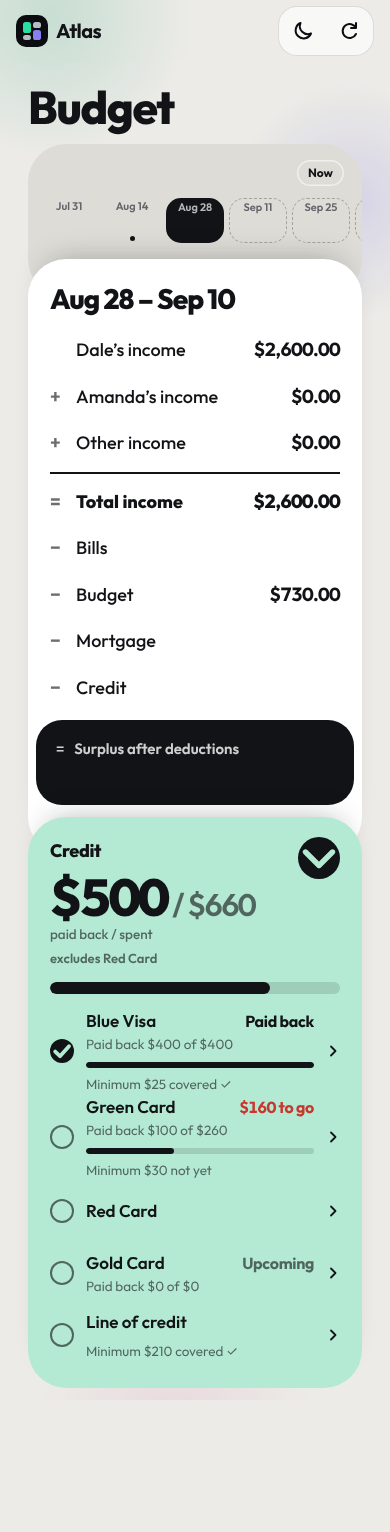 Atlas
Budget
Now
Jul 31 Aug 14 Aug 28 Sep 11 Sep 25
Aug 28 – Sep 10
Dale’s income $2,600.00
+ Amanda’s income $0.00
+ Other income $0.00
= Total income $2,600.00
− Bills
− Budget $730.00
− Mortgage
− Credit
= Surplus after deductions
Credit
$500 / $660
paid back / spent
excludes Red Card
Blue Visa Paid back
Paid back $400 of $400
Minimum $25 covered ✓
Green Card $160 to go
Paid back $100 of $260
Minimum $30 not yet
Red Card
Gold Card Upcoming
Paid back $0 of $0
Line of credit
Minimum $210 covered ✓